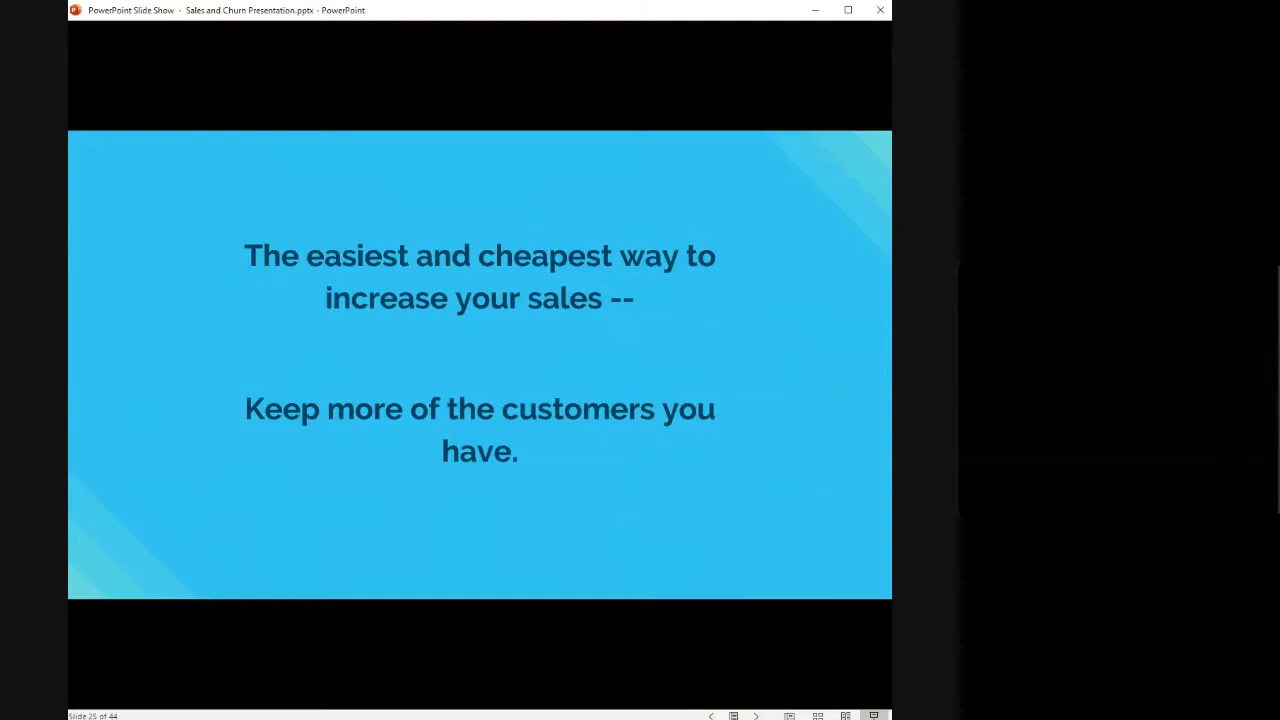 PowerPoint Slide Show - Sales and Churn Presentation.pptx - PowerPoint
The easiest and cheapest way to
increase your sales --
Keep more of the customers you
have.
Slide 25 of 44